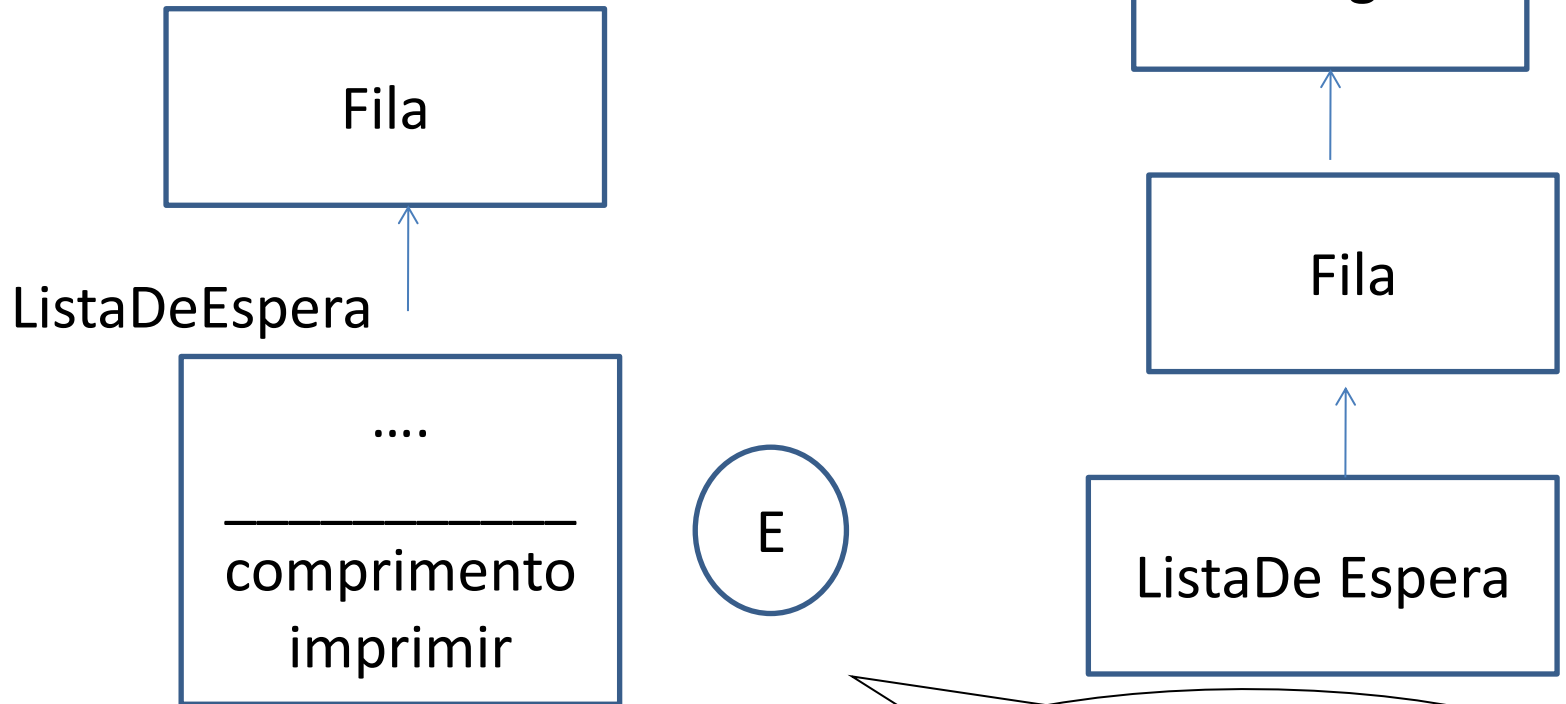 Fila
ListaDeEspera
....
comprimento
imprimir
E
Fila
ListaDe Espera